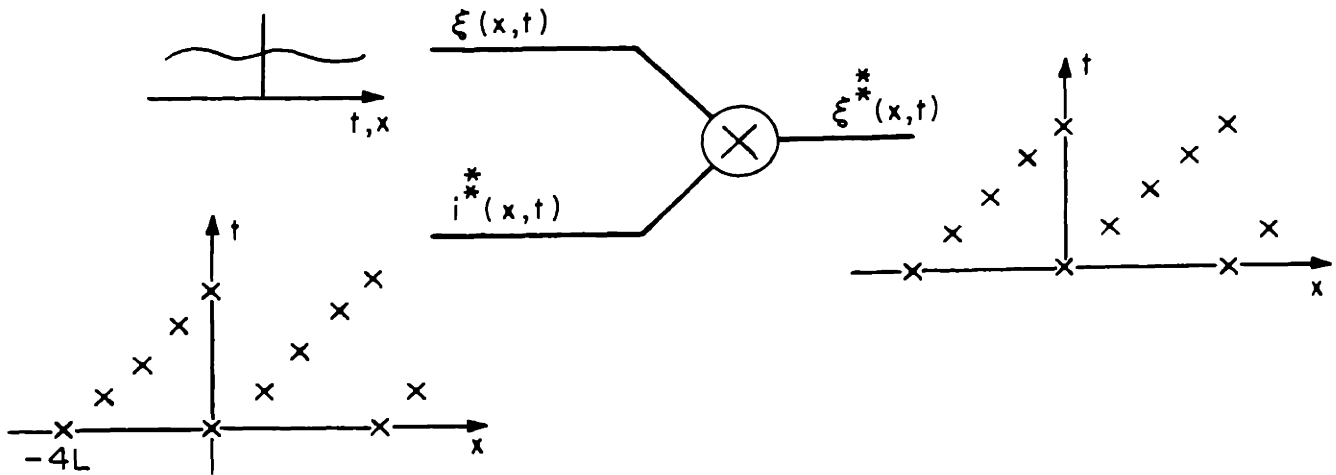 ξ(x,t)
t, x
ξ**(x,t)
i**(x,t)
t
x
t
x
-4L